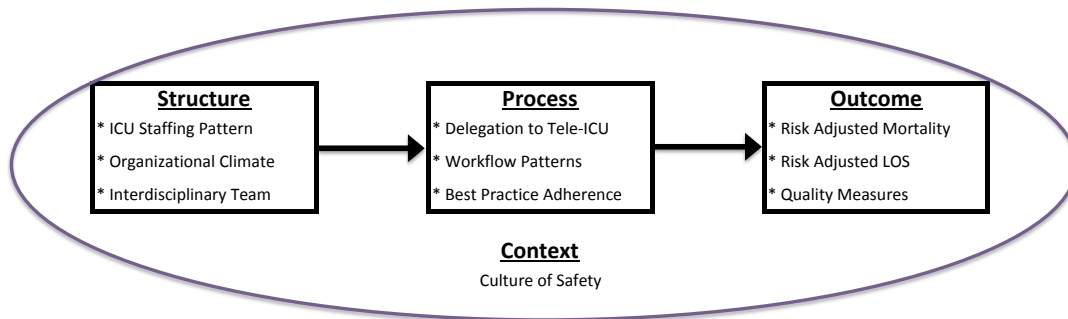 Structure
* ICU Staffing Pattern
* Organizational Climate
* Interdisciplinary Team
Process
* Delegation to Tele-ICU
* Workflow Patterns
* Best Practice Adherence
Outcome
* Risk Adjusted Mortality
* Risk Adjusted LOS
* Quality Measures
Context
Culture of Safety